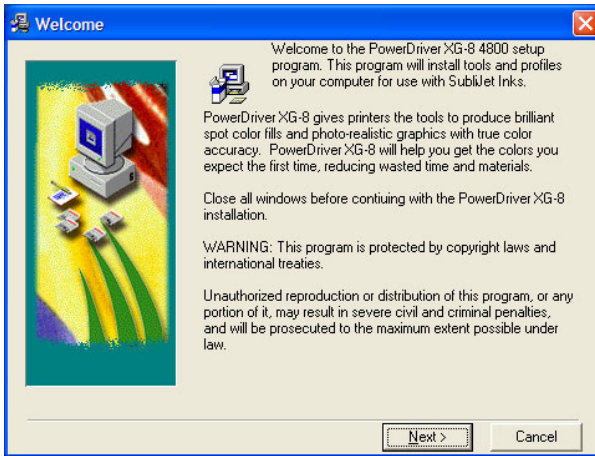 Welcome
Welcome to the PowerDriver XG-8 4800 setup
program. This program will install tools and profiles
on your computer for use with SubliJet Inks.
PowerDriver XG-8 gives printers the tools to produce brilliant
spot color fills and photo-realistic graphics with true color
accuracy. PowerDriver XG-8 will help you get the colors you
expect the first time, reducing wasted time and materials.
Close all windows before contiuing with the PowerDriver XG-8
installation.
WARNING: This program is protected by copyright laws and
international treaties.
Unauthorized reproduction or distribution of this program, or any
portion of it, may result in severe civil and criminal penalties,
and will be prosecuted to the maximum extent possible under
law.
Next >
Cancel